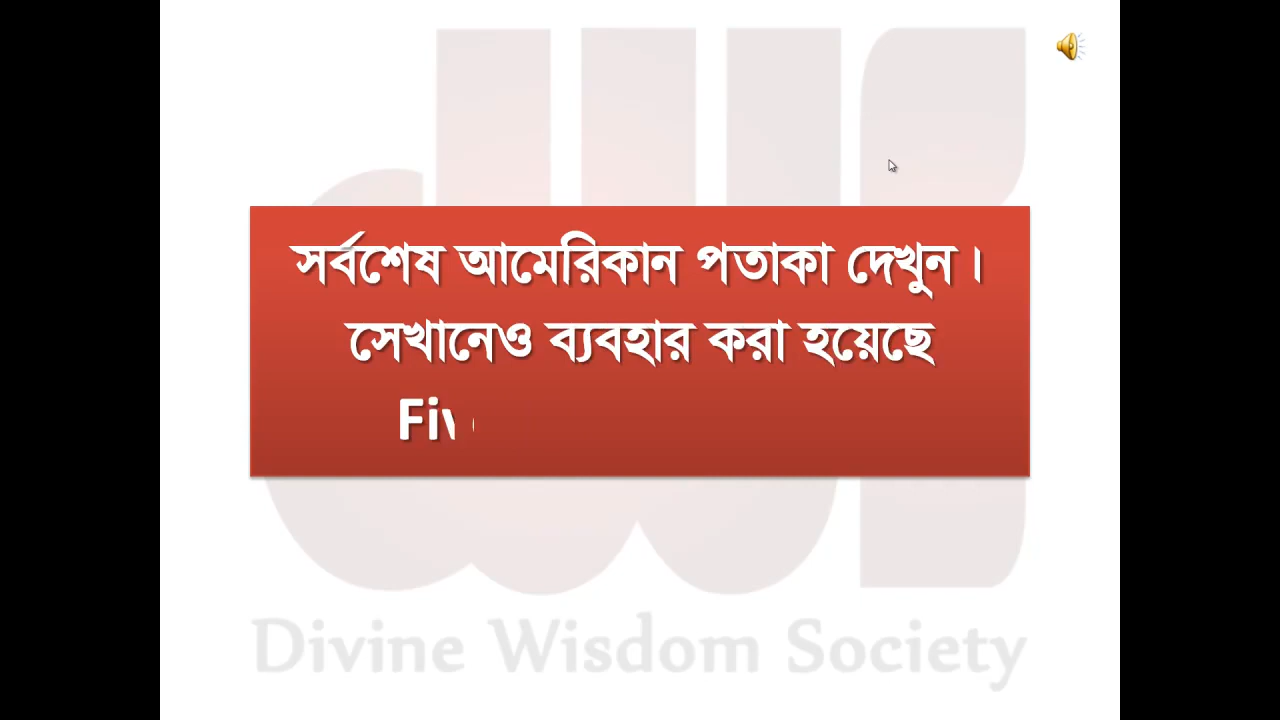 সর্বশেষ আমেরিকান পতাকা দেখুন।
সেখানেও ব্যবহার করা হয়েছে
Divine Wisdom Society